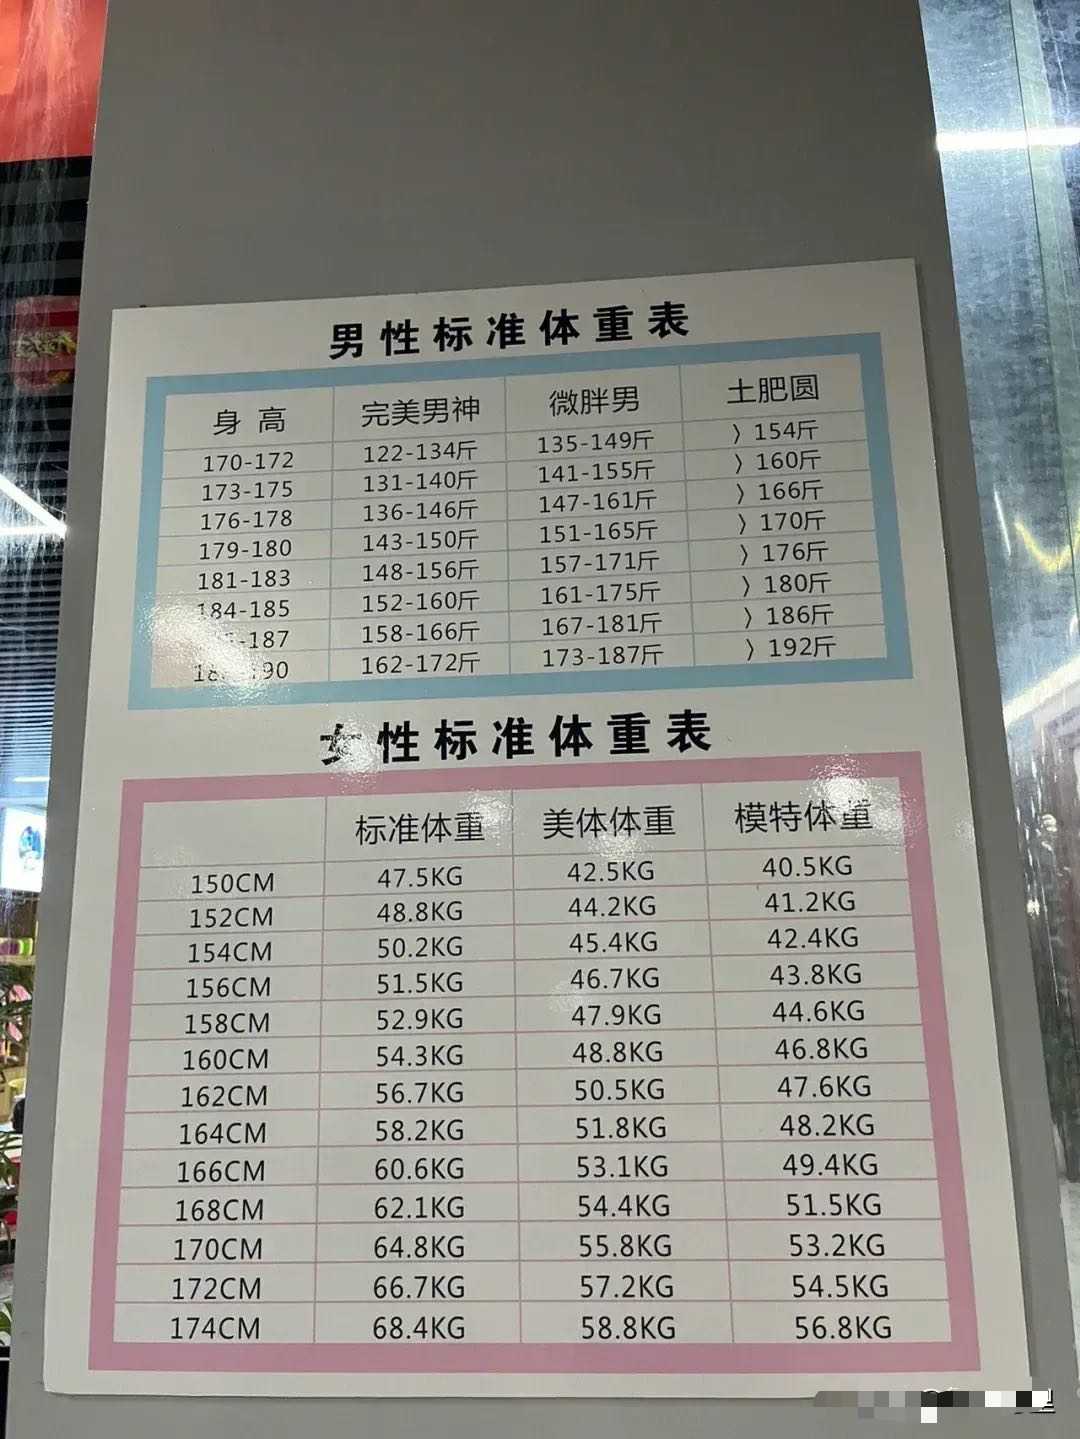 男性标准体重表
身 高 完美男神 微胖男 土肥圆
170-172 122-134斤 135-149斤 〉154斤
173-175 131-140斤 141-155斤 〉160斤
176-178 136-146斤 147-161斤 〉166斤
179-180 143-150斤 151-165斤 〉170斤
181-183 148-156斤 157-171斤 〉176斤
184-185 152-160斤 161-175斤 〉180斤
187 158-166斤 167-181斤 〉186斤
190 162-172斤 173-187斤 〉192斤
女性标准体重表
标准体重 美体体重 模特体重
150CM 47.5KG 42.5KG 40.5KG
152CM 48.8KG 44.2KG 41.2KG
154CM 50.2KG 45.4KG 42.4KG
156CM 51.5KG 46.7KG 43.8KG
158CM 52.9KG 47.9KG 44.6KG
160CM 54.3KG 48.8KG 46.8KG
162CM 56.7KG 50.5KG 47.6KG
164CM 58.2KG 51.8KG 48.2KG
166CM 60.6KG 53.1KG 49.4KG
168CM 62.1KG 54.4KG 51.5KG
170CM 64.8KG 55.8KG 53.2KG
172CM 66.7KG 57.2KG 54.5KG
174CM 68.4KG 58.8KG 56.8KG